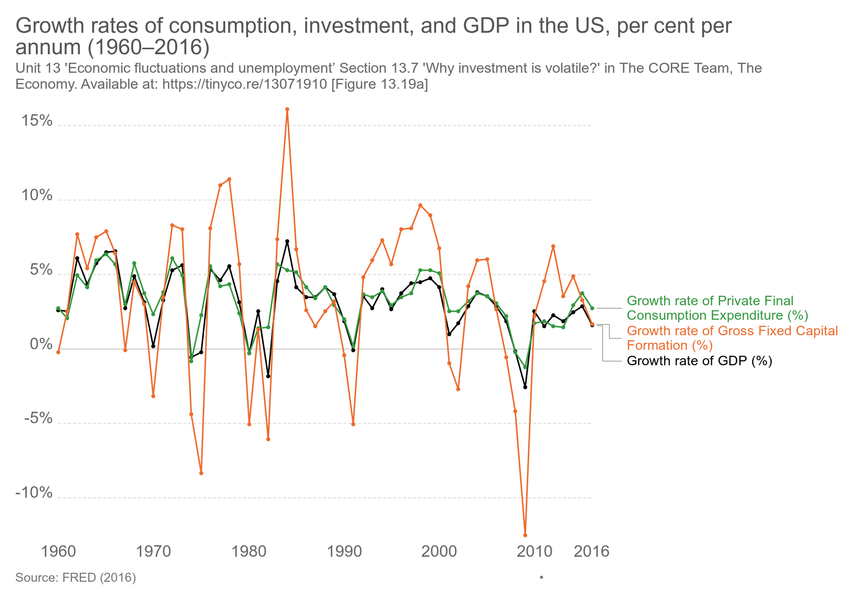 Growth rates of consumption, investment, and GDP in the US, per cent per
annum (1960–2016)
Unit 13 'Economic fluctuations and unemployment’ Section 13.7 'Why investment is volatile?' in The CORE Team, The
Economy. Available at: https://tinyco.re/13071910 [Figure 13.19a]
15%
10%
5%
0%
-5%
-10%
Growth rate of Private Final
Consumption Expenditure (%)
Growth rate of Gross Fixed Capital
Formation (%)
Growth rate of GDP (%)
1960 1970 1980 1990 2000 2010 2016
Source: FRED (2016)